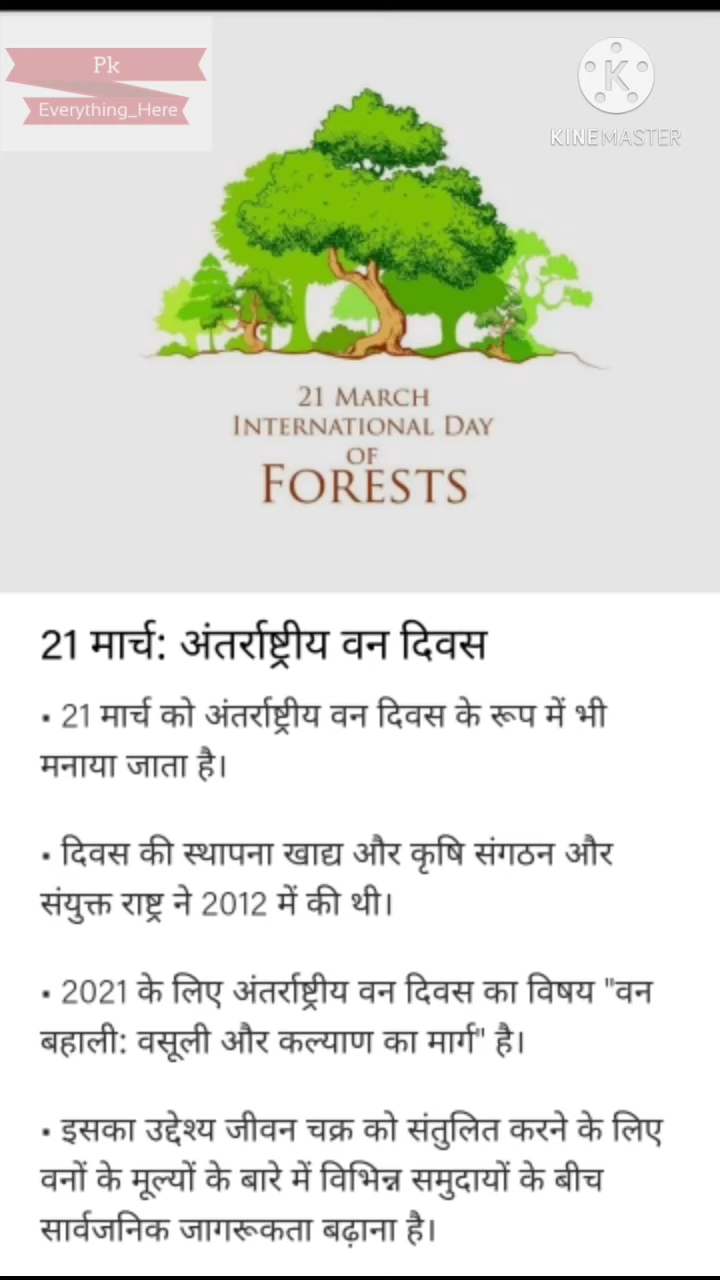 Pk
Everything_Here
KINEMASTER
21 MARCH
INTERNATIONAL DAY
OF
FORESTS
21 मार्च: अंतर्राष्ट्रीय वन दिवस
• 21 मार्च को अंतर्राष्ट्रीय वन दिवस के रूप में भी
मनाया जाता है।
• दिवस की स्थापना खाद्य और कृषि संगठन और
संयुक्त राष्ट्र ने 2012 में की थी।
• 2021 के लिए अंतर्राष्ट्रीय वन दिवस का विषय "वन
बहाली: वसूली और कल्याण का मार्ग" है।
• इसका उद्देश्य जीवन चक्र को संतुलित करने के लिए
वनों के मूल्यों के बारे में विभिन्न समुदायों के बीच
सार्वजनिक जागरूकता बढ़ाना है।